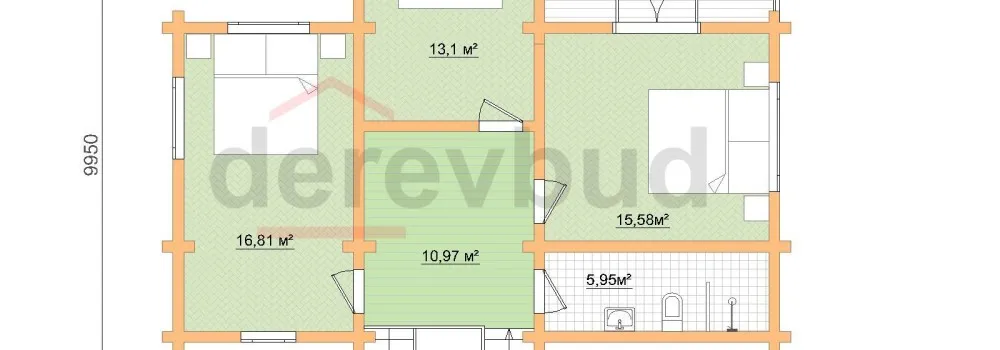 13,1 м²
9950
derevbud
15,58м²
16,81 м²
10,97 м²
5,95м²